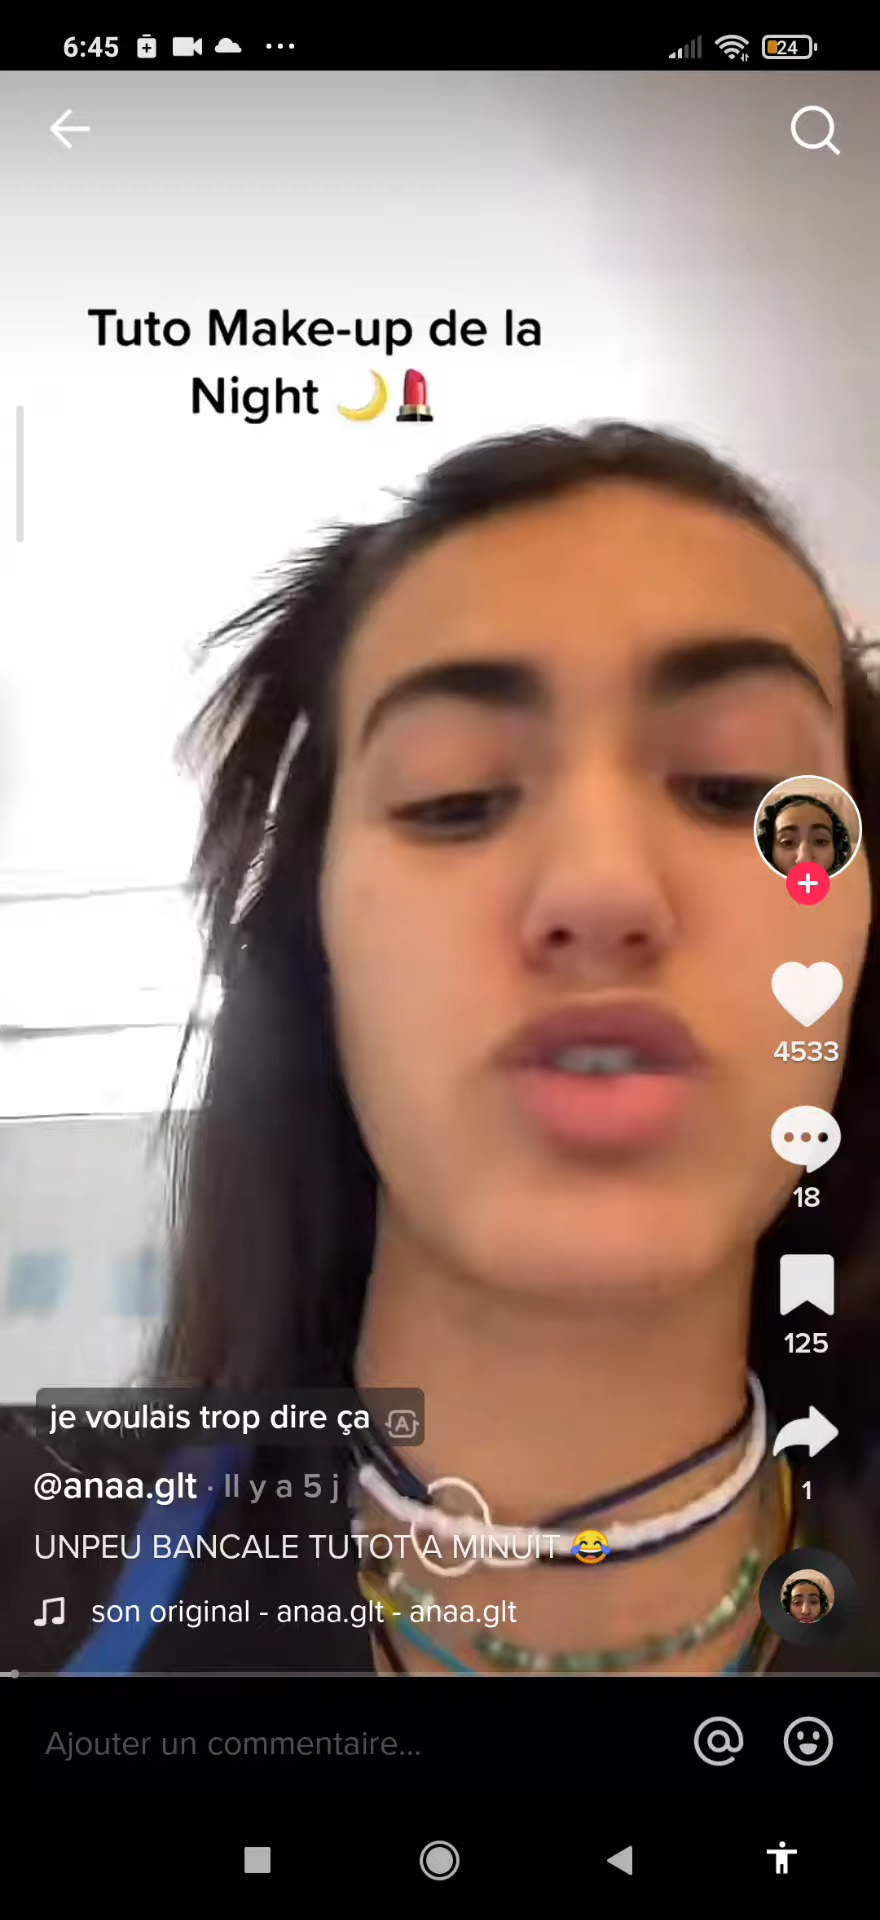 6:45
24
Tuto Make-up de la
Night 🌙💄
4533
18
125
1
je voulais trop dire ça
@anaa.glt · Il y a 5 j
UNPEU BANCALE TUTOT A MINUIT 😂
son original - anaa.glt - anaa.glt
Ajouter un commentaire...